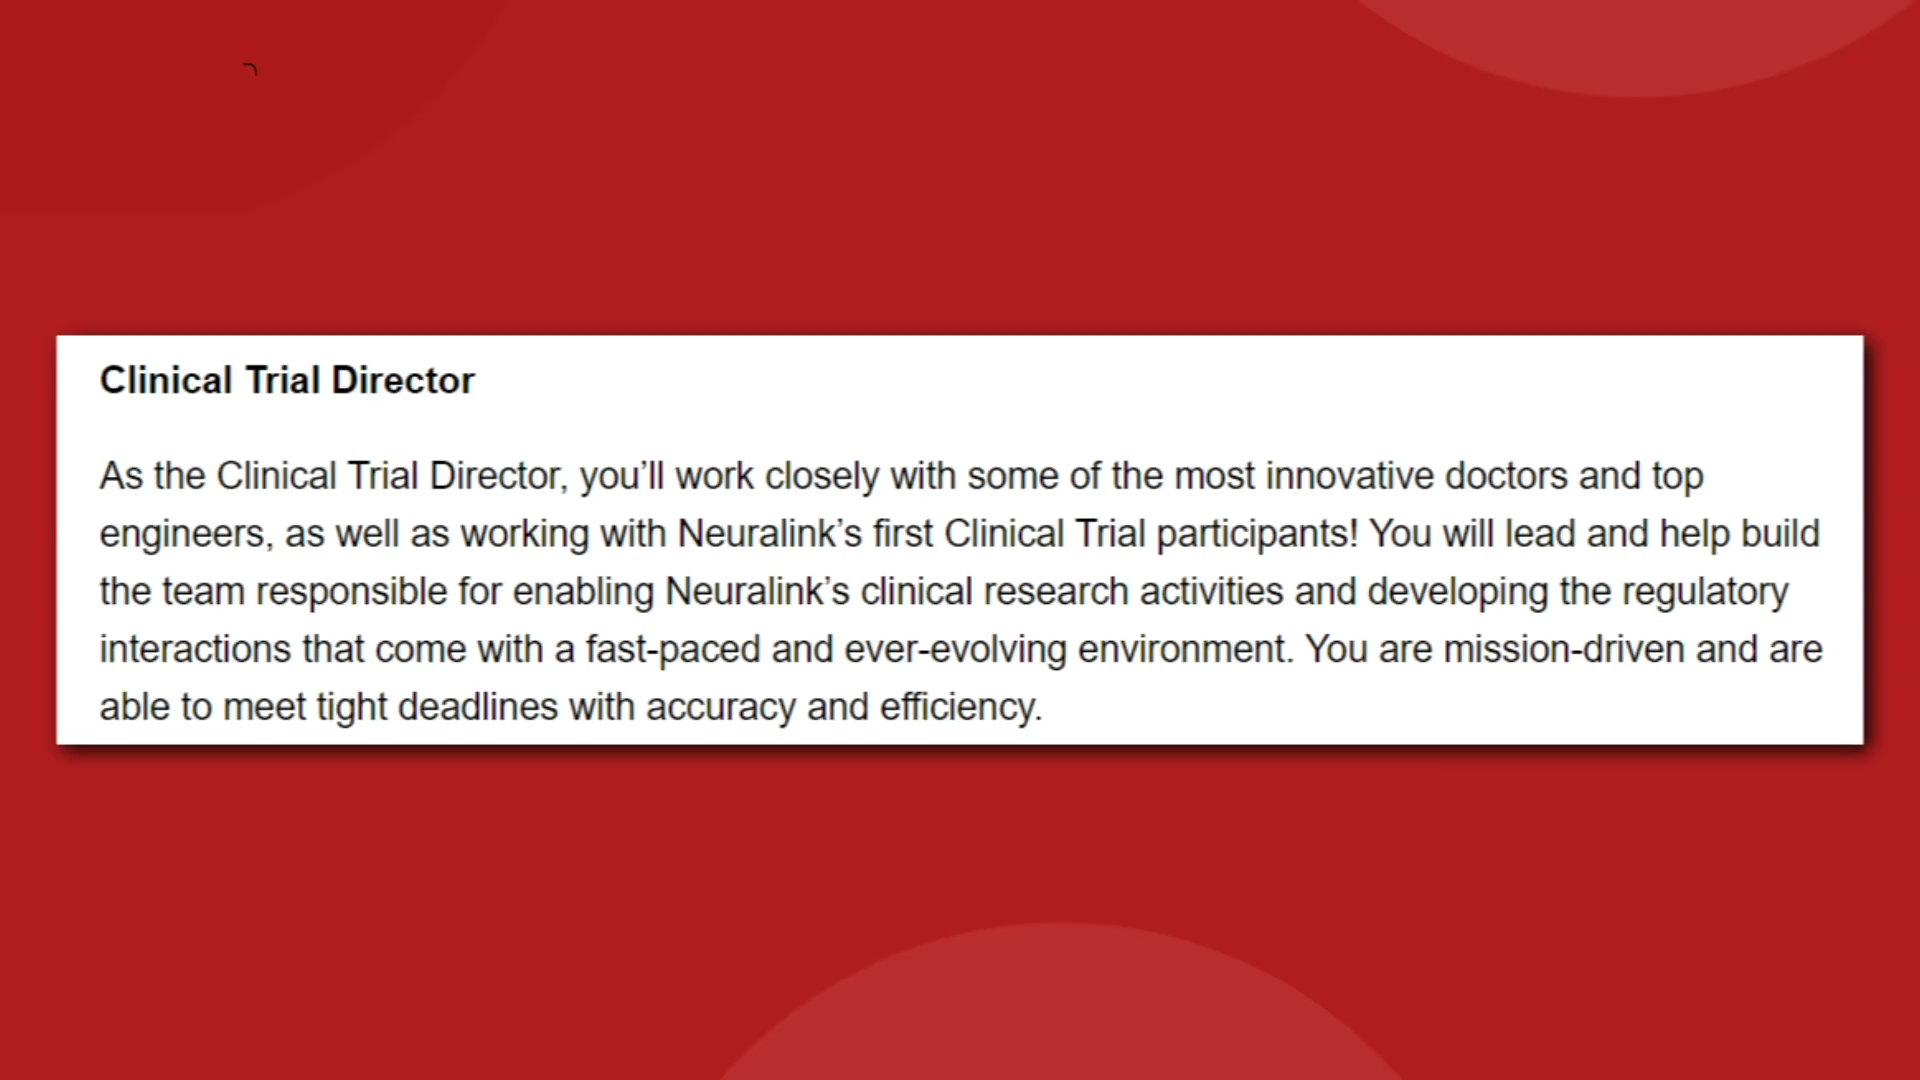 Clinical Trial Director
As the Clinical Trial Director, you’ll work closely with some of the most innovative doctors and top
engineers, as well as working with Neuralink’s first Clinical Trial participants! You will lead and help build
the team responsible for enabling Neuralink’s clinical research activities and developing the regulatory
interactions that come with a fast-paced and ever-evolving environment. You are mission-driven and are
able to meet tight deadlines with accuracy and efficiency.